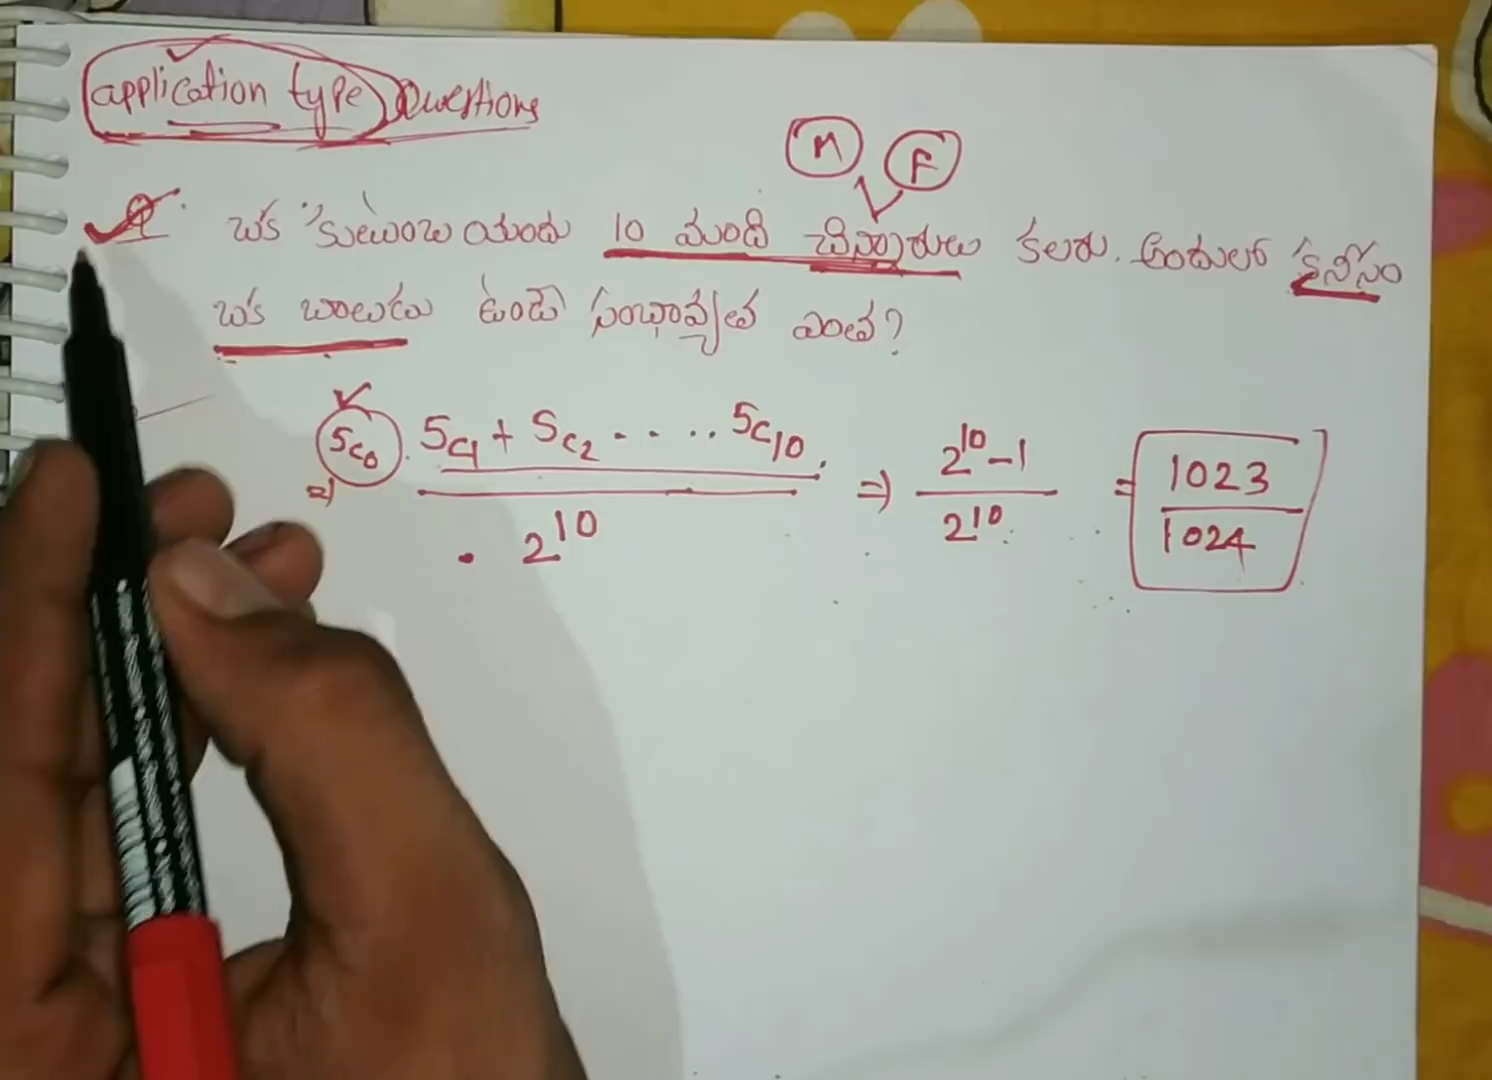 application type Questions
M F
Q ఒక కుటుంబ యందు 10 మంది చిన్నారులు కలరు. అందులో కనీసం
ఒక బాలుడు ఉండే సంభావ్యత ఎంత?
5c0 . 5c1 + 5c2 - - . . . 5c10 . => 2^10 - 1 = 1023
=> 2^10 2^10 1024